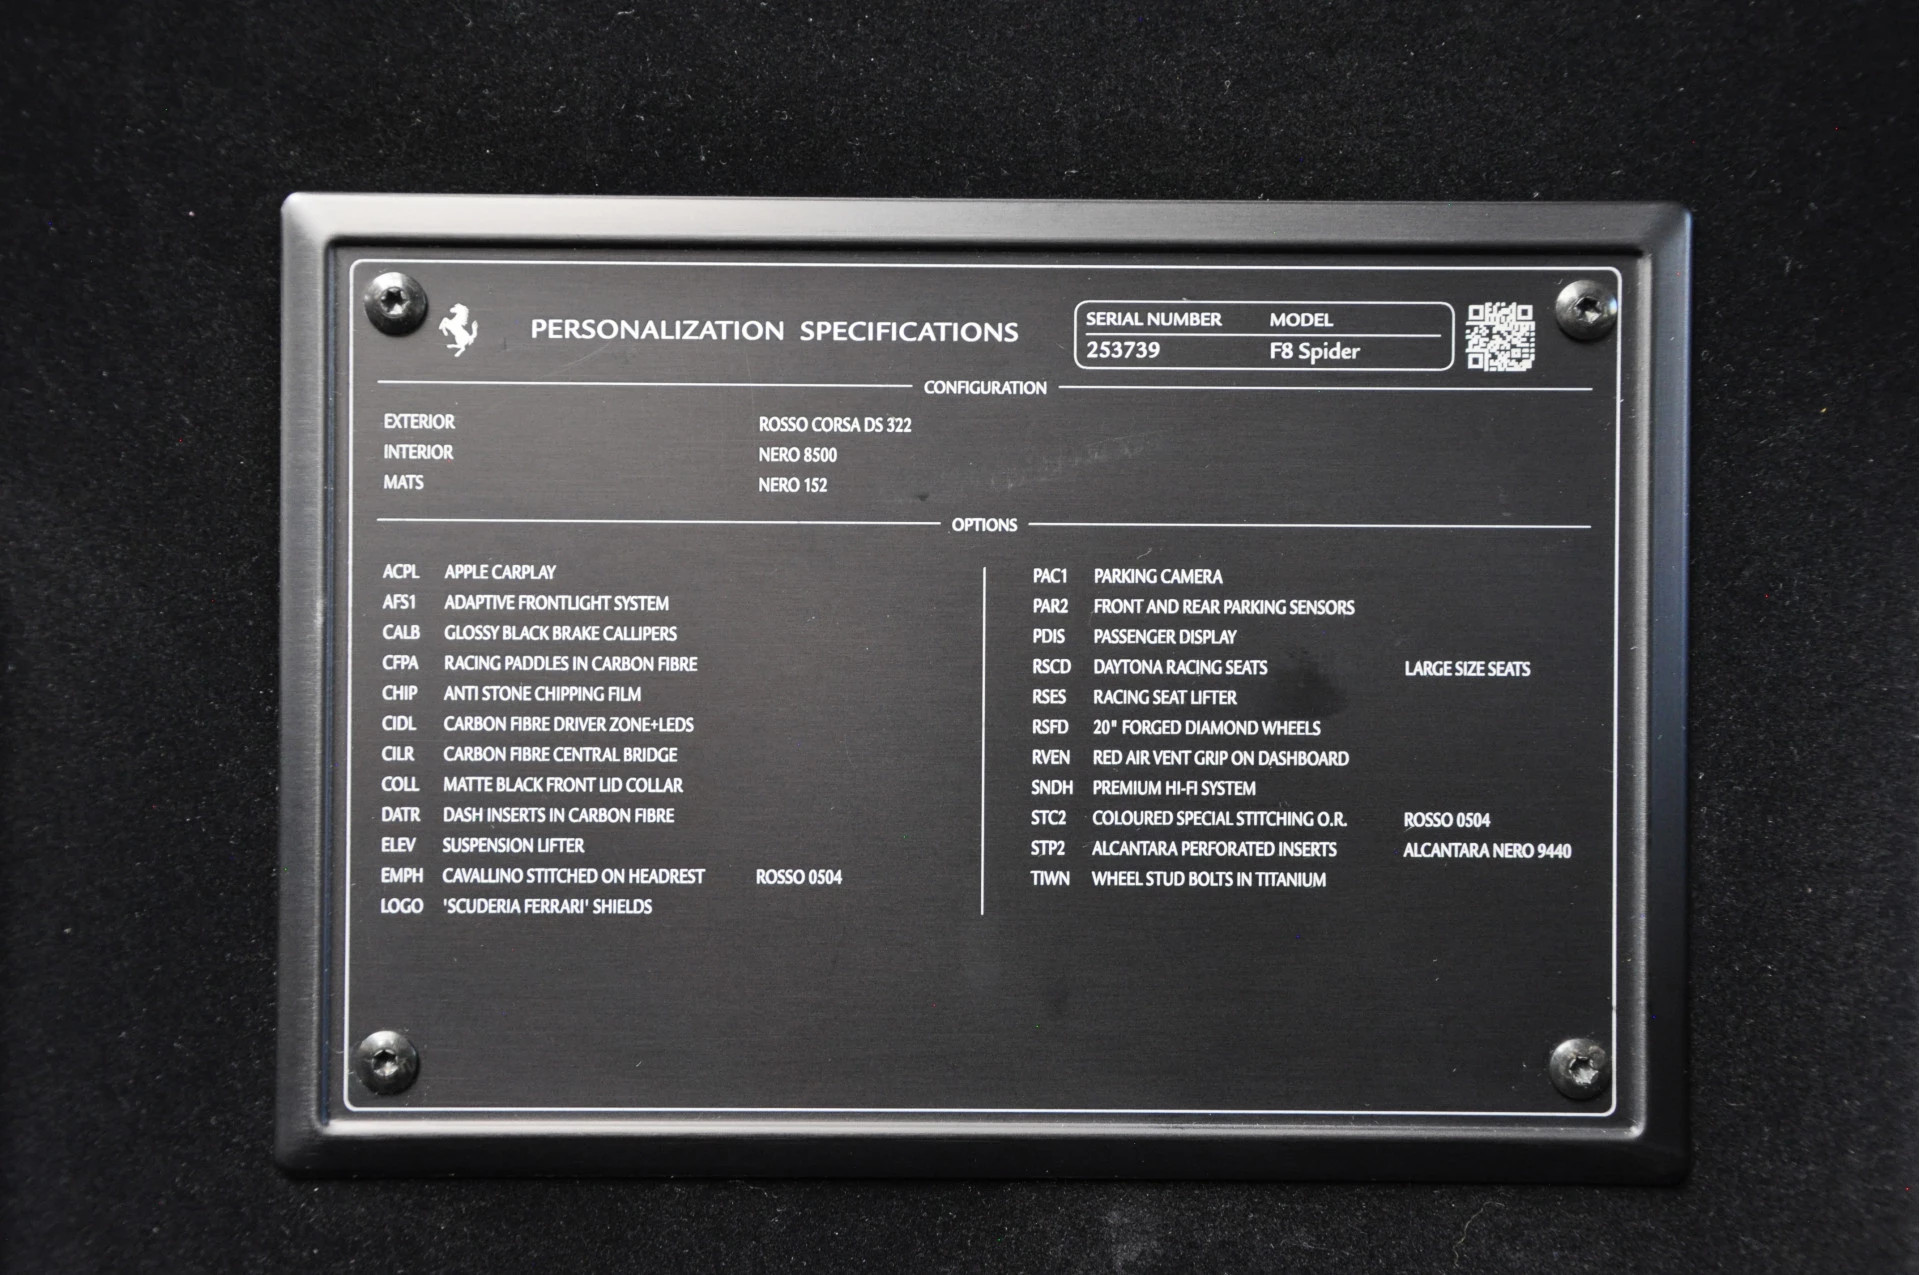 PERSONALIZATION SPECIFICATIONS
SERIAL NUMBER MODEL
253739 F8 Spider
CONFIGURATION
EXTERIOR ROSSO CORSA DS 322
INTERIOR NERO 8500
MATS NERO 152
OPTIONS
ACPL APPLE CARPLAY
AFS1 ADAPTIVE FRONTLIGHT SYSTEM
CALB GLOSSY BLACK BRAKE CALLIPERS
CFPA RACING PADDLES IN CARBON FIBRE
CHIP ANTI STONE CHIPPING FILM
CIDL CARBON FIBRE DRIVER ZONE+LEDS
CILR CARBON FIBRE CENTRAL BRIDGE
COLL MATTE BLACK FRONT LID COLLAR
DATR DASH INSERTS IN CARBON FIBRE
ELEV SUSPENSION LIFTER
EMPH CAVALLINO STITCHED ON HEADREST ROSSO 0504
LOGO 'SCUDERIA FERRARI' SHIELDS
PAC1 PARKING CAMERA
PAR2 FRONT AND REAR PARKING SENSORS
PDIS PASSENGER DISPLAY
RSCD DAYTONA RACING SEATS LARGE SIZE SEATS
RSES RACING SEAT LIFTER
RSFD 20" FORGED DIAMOND WHEELS
RVEN RED AIR VENT GRIP ON DASHBOARD
SNDH PREMIUM HI-FI SYSTEM
STC2 COLOURED SPECIAL STITCHING O.R. ROSSO 0504
STP2 ALCANTARA PERFORATED INSERTS ALCANTARA NERO 9440
TIWN WHEEL STUD BOLTS IN TITANIUM